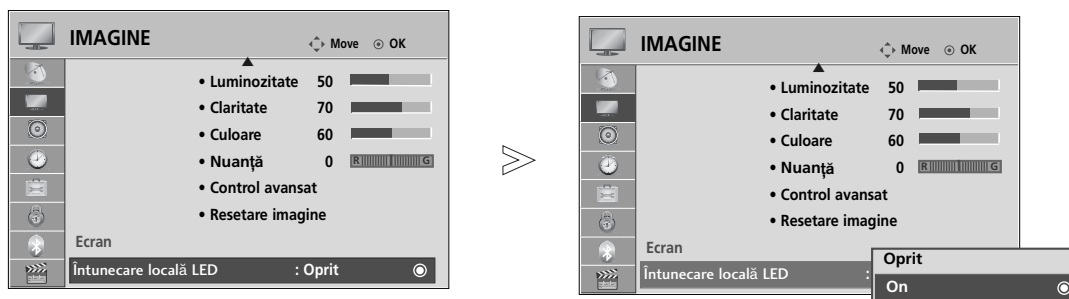 IMAGINE
Move OK
• Luminozitate 50
• Claritate 70
• Culoare 60
• Nuanță 0 R G
• Control avansat
• Resetare imagine
Ecran
Întunecare locală LED : Oprit
IMAGINE
Move OK
• Luminozitate 50
• Claritate 70
• Culoare 60
• Nuanță 0 R G
• Control avansat
• Resetare imagine
Ecran
Întunecare locală LED :
Oprit
On